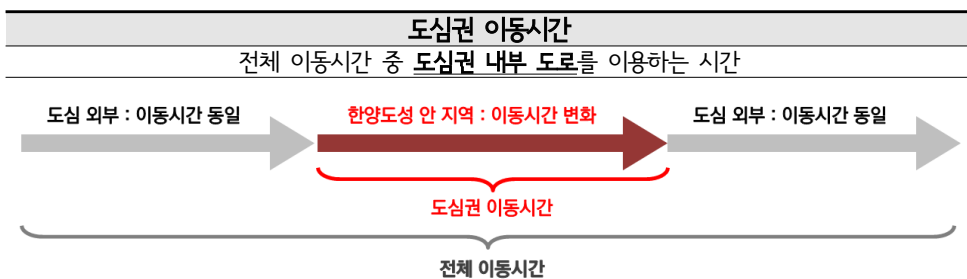 도심권 이동시간
전체 이동시간 중 도심권 내부 도로를 이용하는 시간
도심 외부 : 이동시간 동일
한양도성 안 지역 : 이동시간 변화
도심 외부 : 이동시간 동일
도심권 이동시간
전체 이동시간